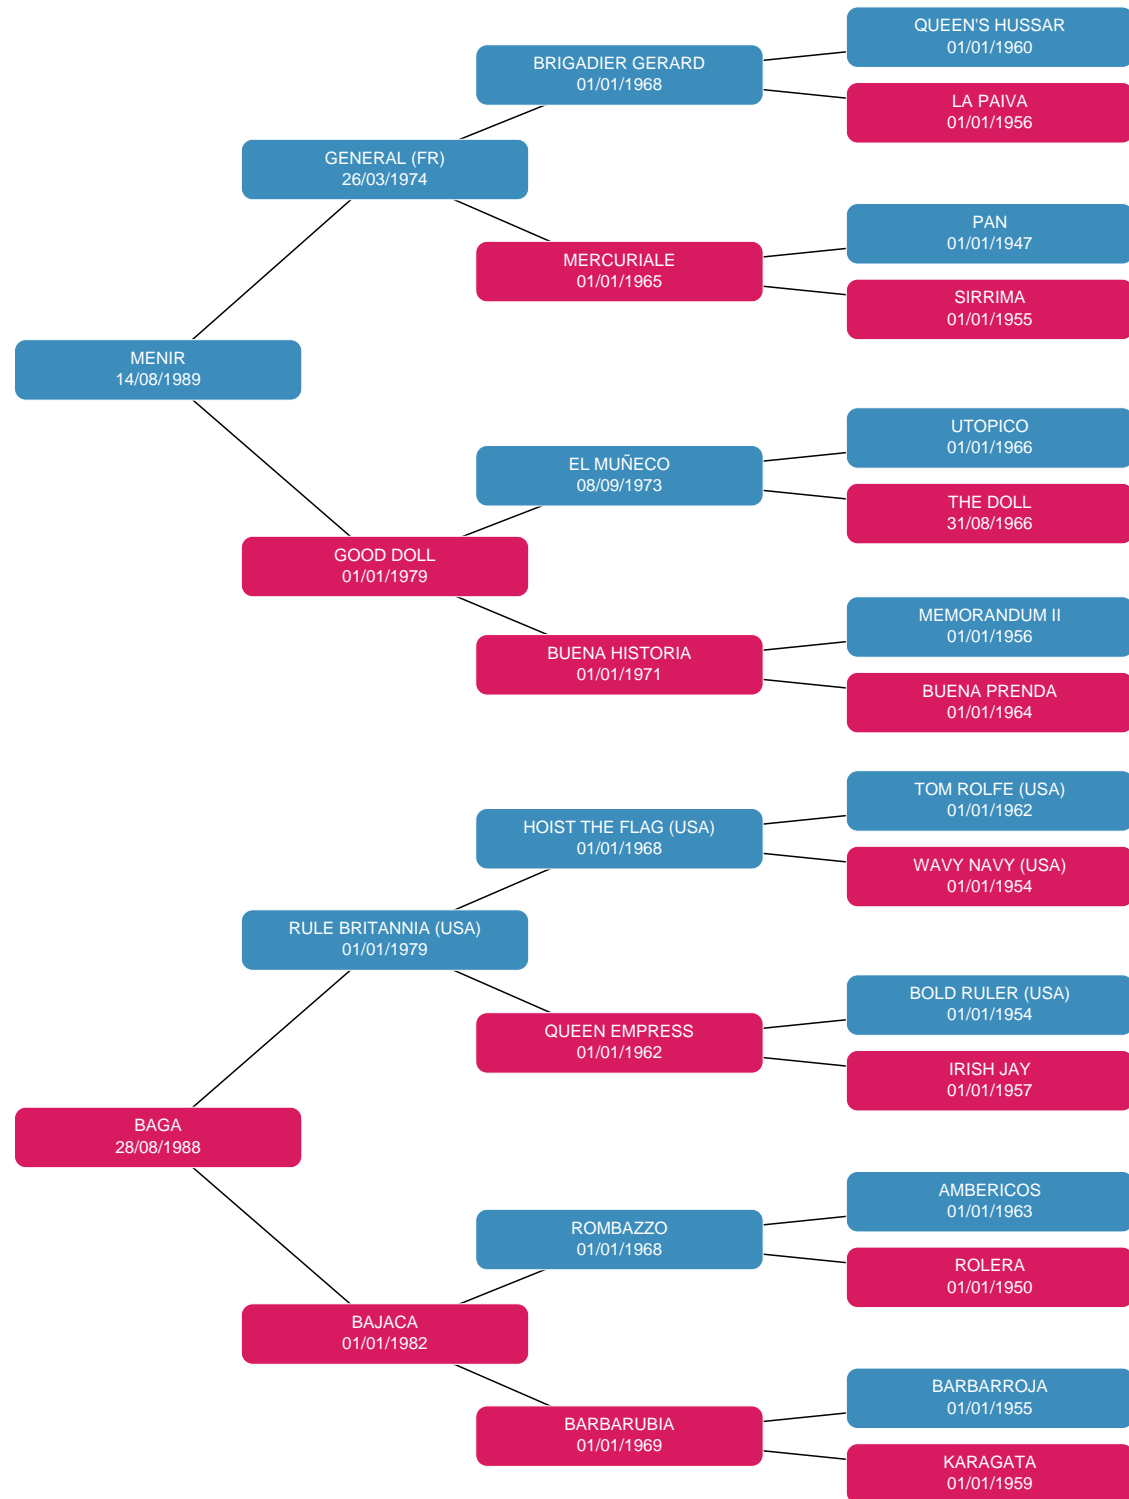 QUEEN'S HUSSAR
01/01/1960
BRIGADIER GERARD
01/01/1968
LA PAIVA
01/01/1956
GENERAL (FR)
26/03/1974
PAN
01/01/1947
MERCURIALE
01/01/1965
SIRRIMA
01/01/1955
MENIR
14/08/1989
UTOPICO
01/01/1966
EL MUÑECO
08/09/1973
THE DOLL
31/08/1966
GOOD DOLL
01/01/1979
MEMORANDUM II
01/01/1956
BUENA HISTORIA
01/01/1971
BUENA PRENDA
01/01/1964
TOM ROLFE (USA)
01/01/1962
HOIST THE FLAG (USA)
01/01/1968
WAVY NAVY (USA)
01/01/1954
RULE BRITANNIA (USA)
01/01/1979
BOLD RULER (USA)
01/01/1954
QUEEN EMPRESS
01/01/1962
IRISH JAY
01/01/1957
BAGA
28/08/1988
AMBERICOS
01/01/1963
ROMBAZZO
01/01/1968
ROLERA
01/01/1950
BAJACA
01/01/1982
BARBARROJA
01/01/1955
BARBARUBIA
01/01/1969
KARAGATA
01/01/1959